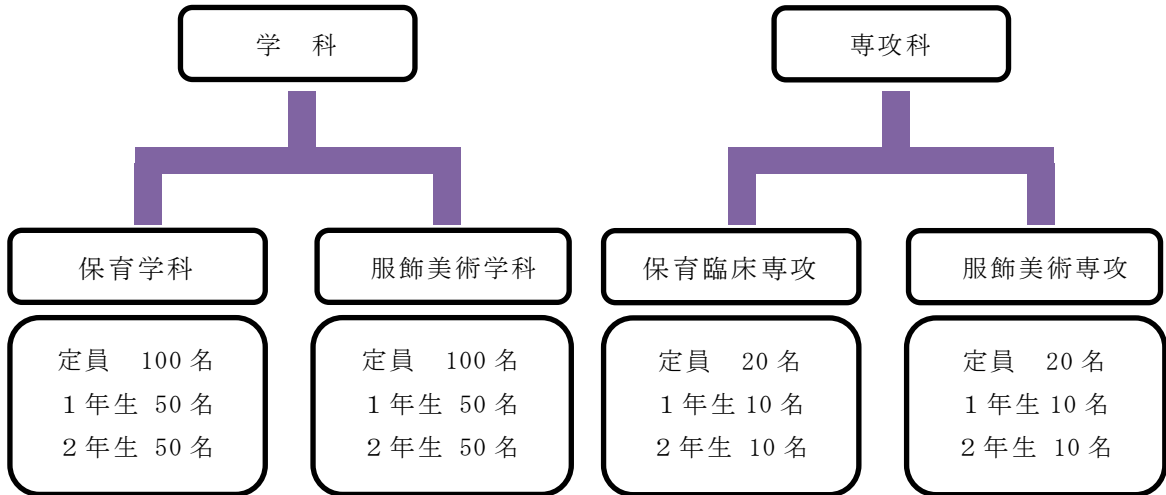 学　科
専攻科
保育学科
服飾美術学科
保育臨床専攻
服飾美術専攻
定員　100 名
１年生 50 名
２年生 50 名
定員　100 名
１年生 50 名
２年生 50 名
定員　20 名
１年生 10 名
２年生 10 名
定員　20 名
１年生 10 名
２年生 10 名